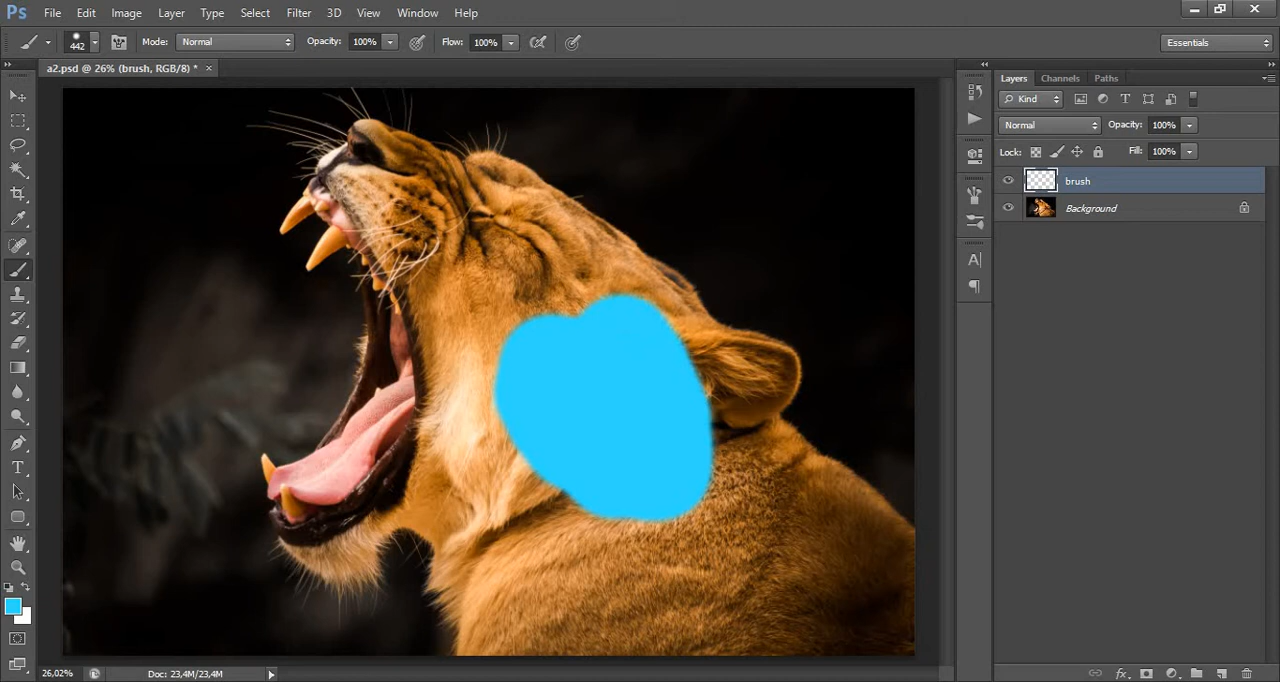 Ps File Edit Image Layer Type Select Filter 3D View Window Help
442 Mode: Normal Opacity: 100% Flow: 100% Essentials
a2.psd @ 26% (brush, RGB/8) * ×
Layers Channels Paths
Kind
Normal Opacity: 100%
Lock: Fill: 100%
brush
Background
26,02% Doc: 23,4M/23,4M